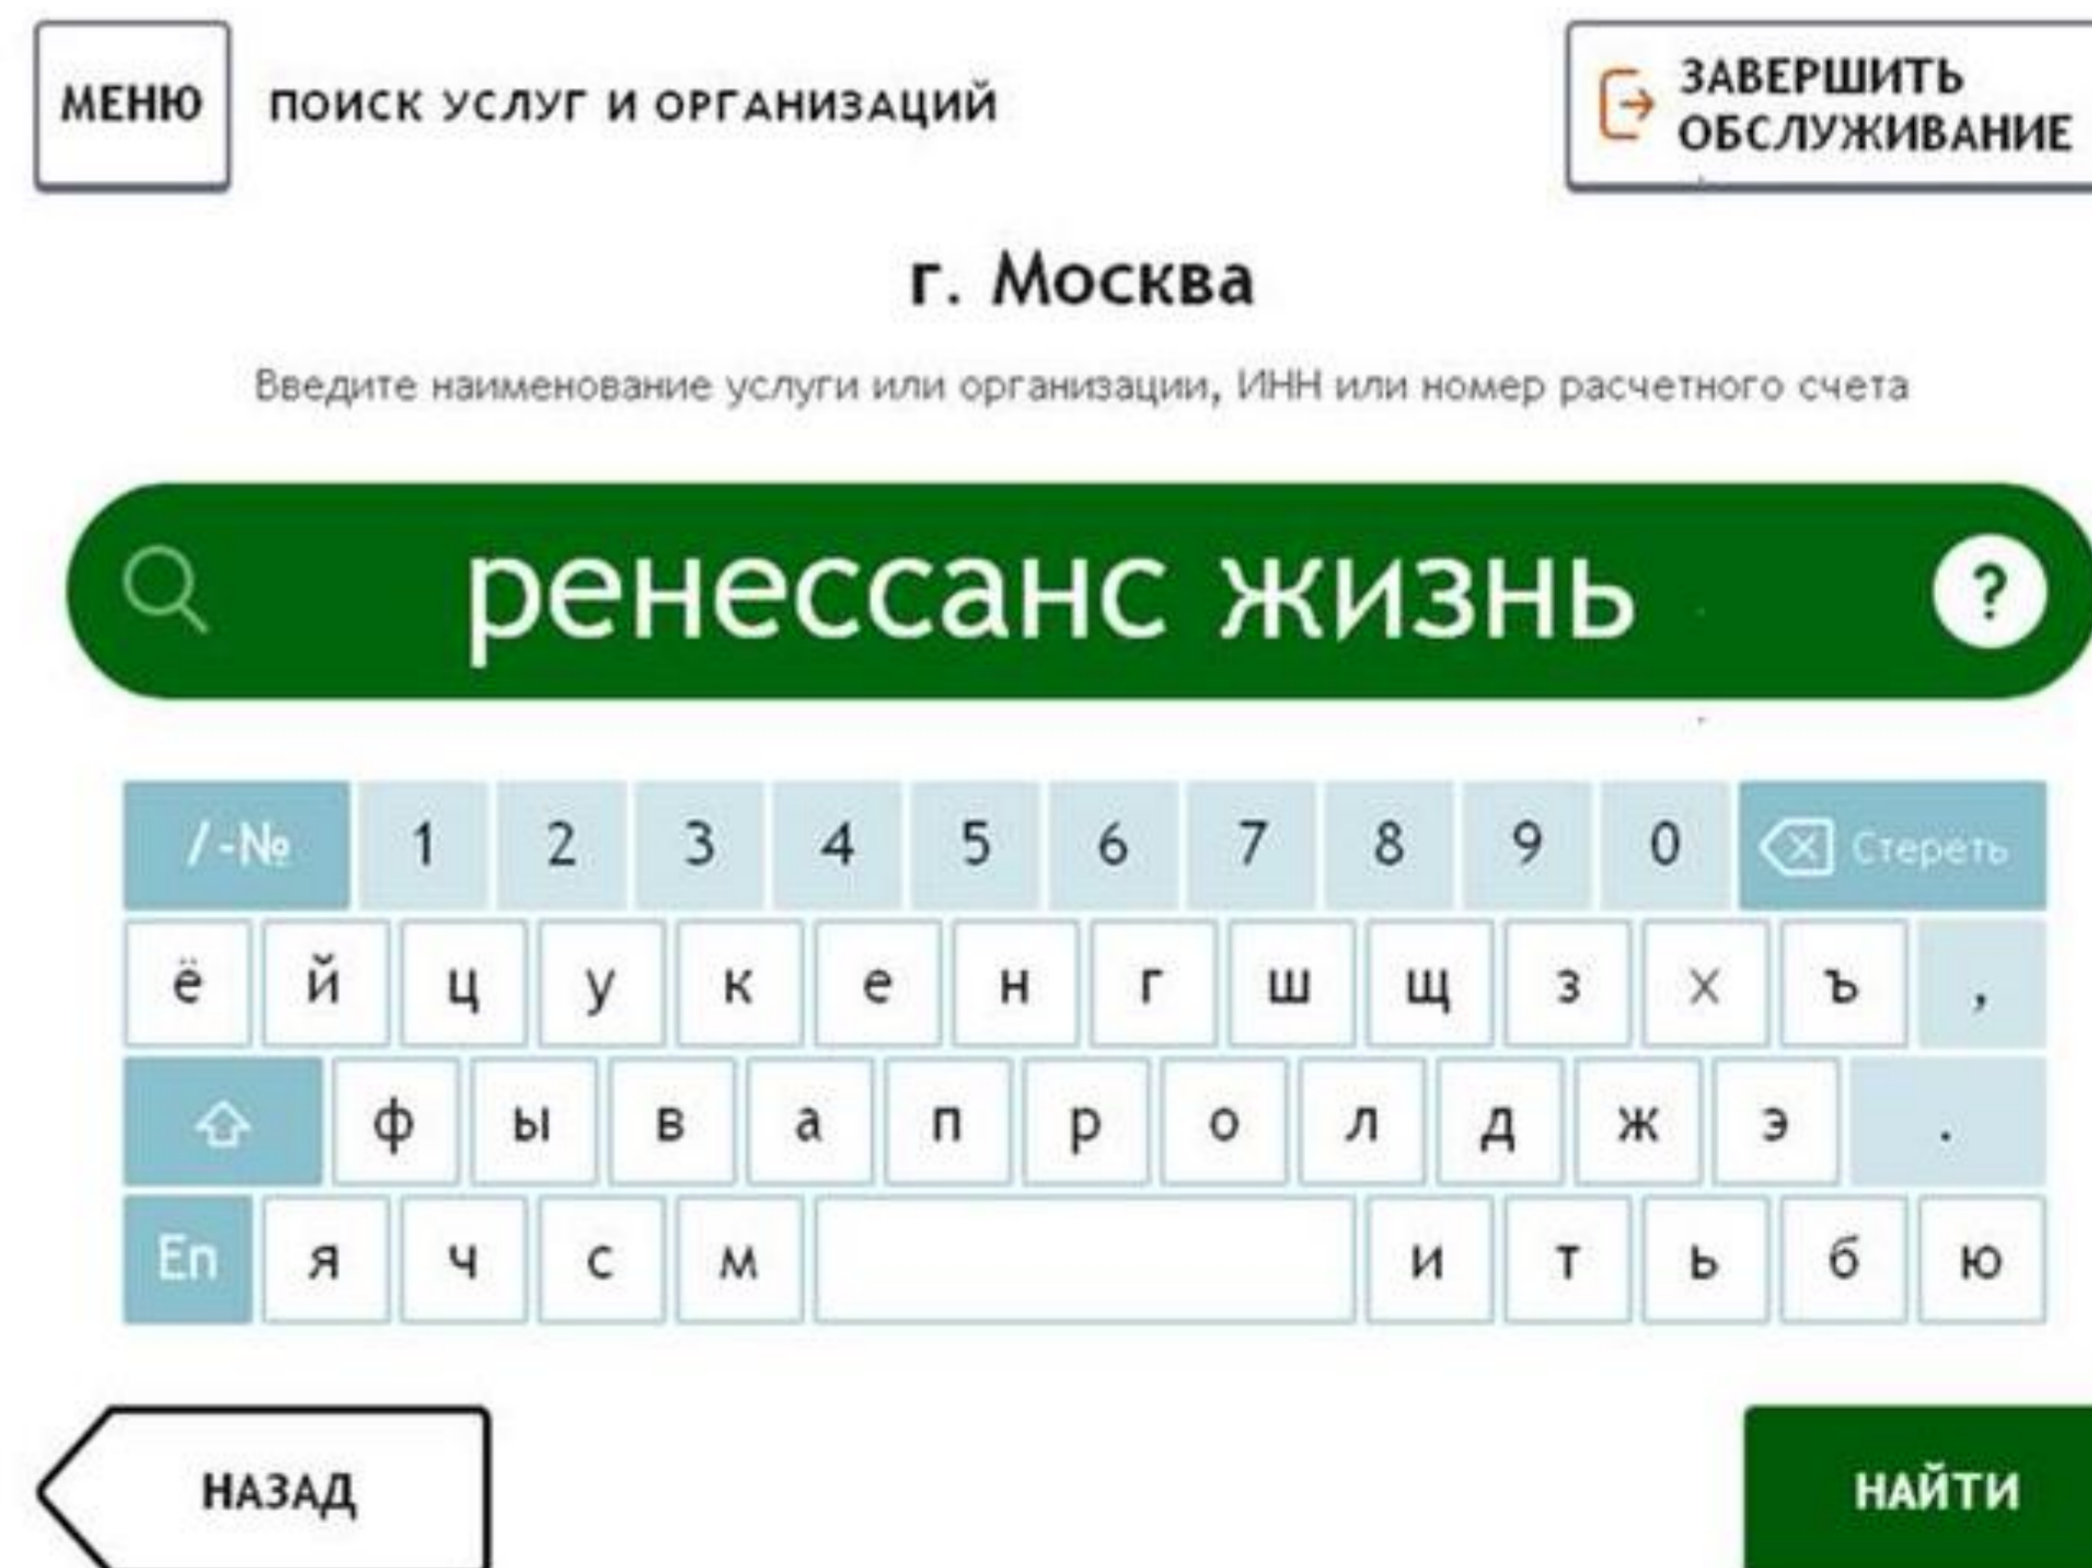 МЕНЮ
ПОИСК УСЛУГ И ОРГАНИЗАЦИЙ
ЗАВЕРШИТЬ
ОБСЛУЖИВАНИЕ
г. Москва
Введите наименование услуги или организации, ИНН или номер расчетного счета
ренессанс жизнь ?
/-№ 1 2 3 4 5 6 7 8 9 0 Стереть
ё й ц у к е н г ш щ з х ъ ,
ф ы в а п р о л д ж э .
En я ч с м и т ь б ю
НАЗАД
НАЙТИ